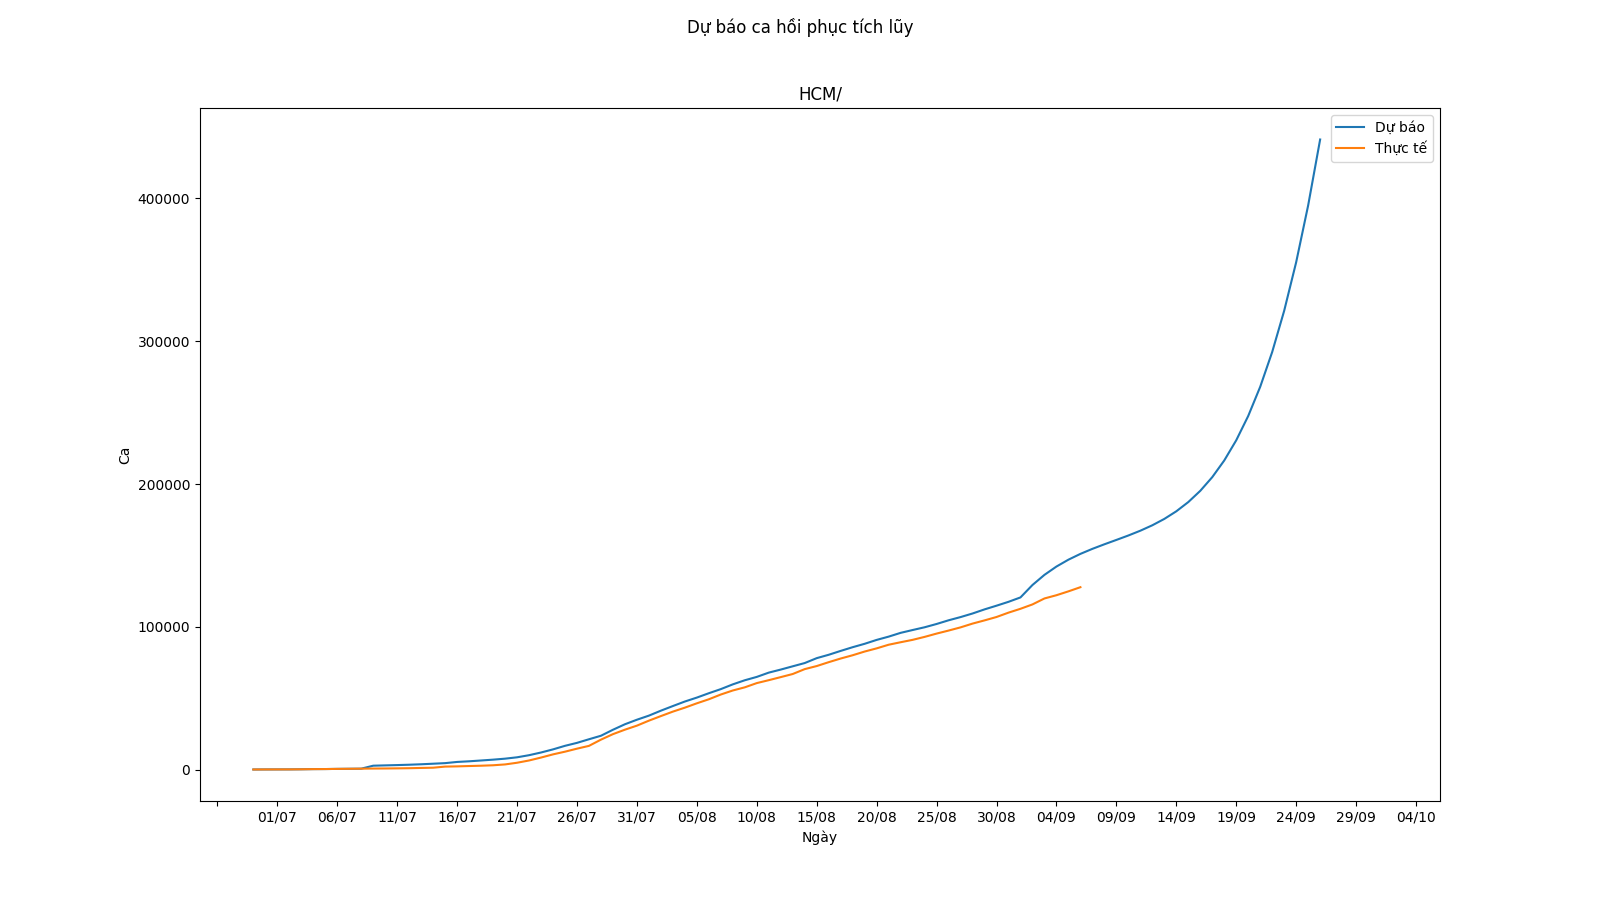 Dự báo ca hồi phục tích lũy
HCM/
Dự báo
Thực tế
400000
300000
200000
100000
0
Ca
01/07 06/07 11/07 16/07 21/07 26/07 31/07 05/08 10/08 15/08 20/08 25/08 30/08 04/09 09/09 14/09 19/09 24/09 29/09 04/10
Ngày